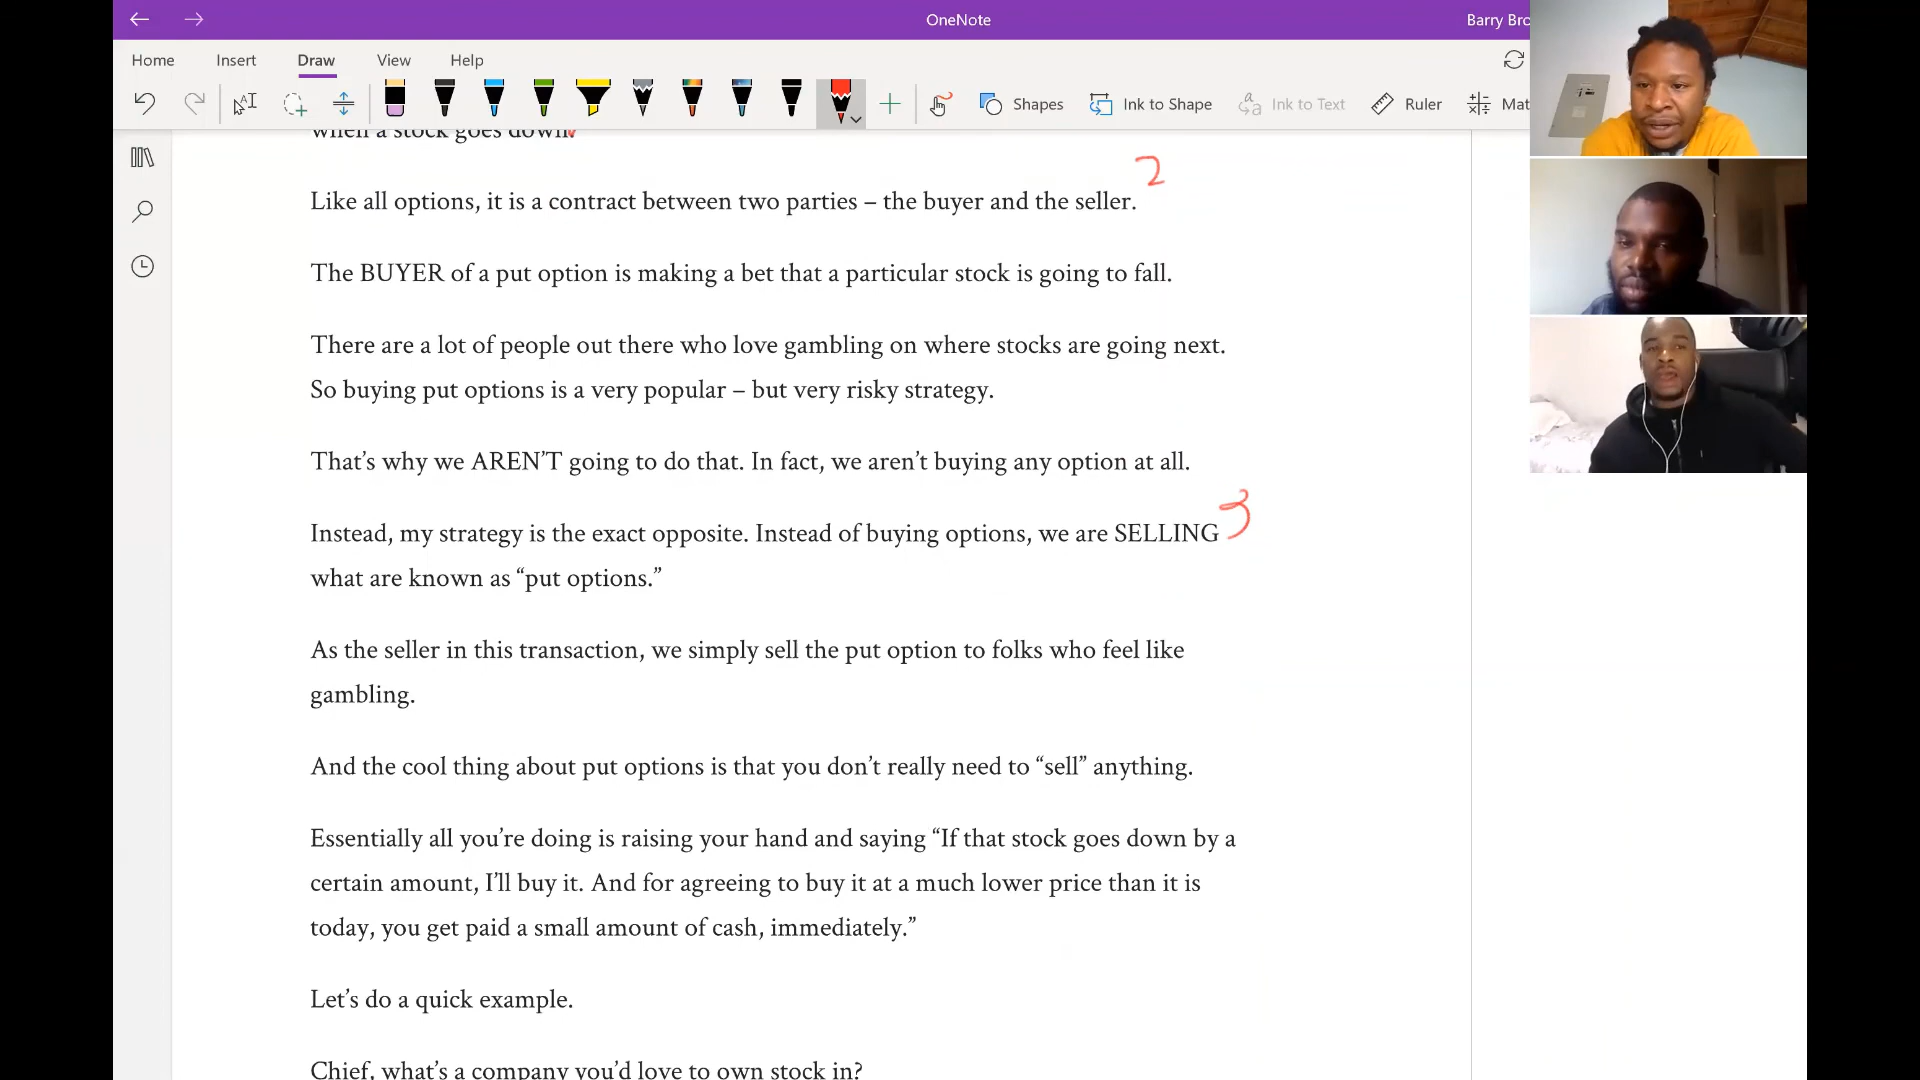 OneNote
Barry Bro
Home Insert Draw View Help
Shapes Ink to Shape Ink to Text Ruler Mat
when a stock goes down.
2
Like all options, it is a contract between two parties – the buyer and the seller.
The BUYER of a put option is making a bet that a particular stock is going to fall.
There are a lot of people out there who love gambling on where stocks are going next.
So buying put options is a very popular – but very risky strategy.
That’s why we AREN’T going to do that. In fact, we aren’t buying any option at all.
3
Instead, my strategy is the exact opposite. Instead of buying options, we are SELLING
what are known as “put options.”
As the seller in this transaction, we simply sell the put option to folks who feel like
gambling.
And the cool thing about put options is that you don’t really need to “sell” anything.
Essentially all you’re doing is raising your hand and saying “If that stock goes down by a
certain amount, I’ll buy it. And for agreeing to buy it at a much lower price than it is
today, you get paid a small amount of cash, immediately.”
Let’s do a quick example.
Chief, what’s a company you’d love to own stock in?